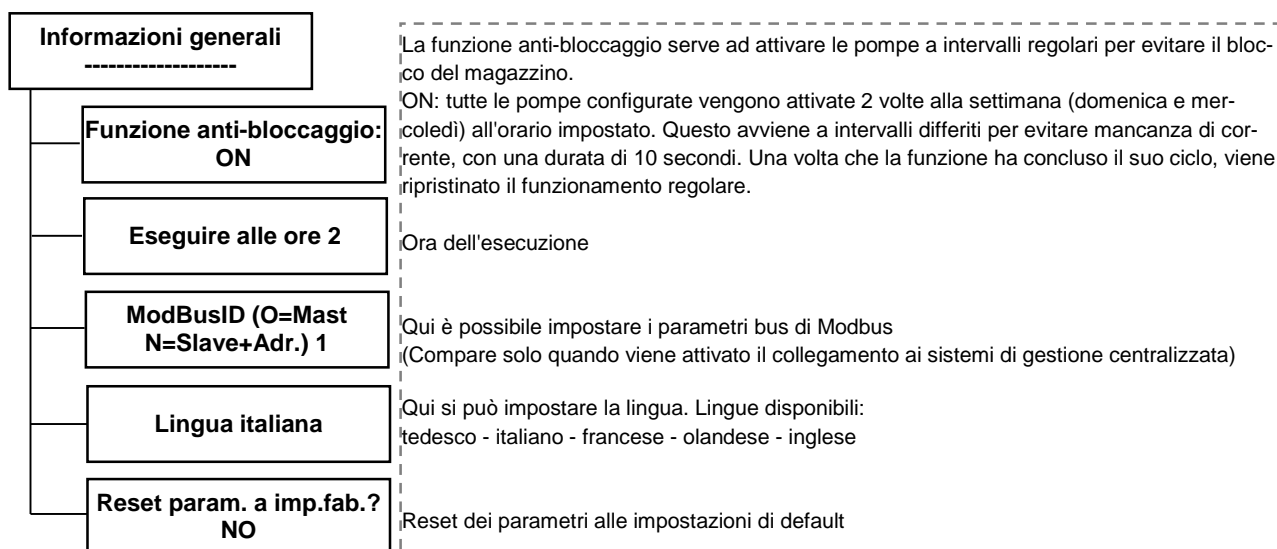 Informazioni generali
-------------------
La funzione anti-bloccaggio serve ad attivare le pompe a intervalli regolari per evitare il bloc-
co del magazzino.
ON: tutte le pompe configurate vengono attivate 2 volte alla settimana (domenica e mer-
coledì) all'orario impostato. Questo avviene a intervalli differiti per evitare mancanza di cor-
rente, con una durata di 10 secondi. Una volta che la funzione ha concluso il suo ciclo, viene
ripristinato il funzionamento regolare.
Funzione anti-bloccaggio:
ON
Eseguire alle ore 2
Ora dell'esecuzione
ModBusID (O=Mast
N=Slave+Adr.) 1
Qui è possibile impostare i parametri bus di Modbus
(Compare solo quando viene attivato il collegamento ai sistemi di gestione centralizzata)
Lingua italiana
Qui si può impostare la lingua. Lingue disponibili:
tedesco - italiano - francese - olandese - inglese
Reset param. a imp.fab.?
NO
Reset dei parametri alle impostazioni di default